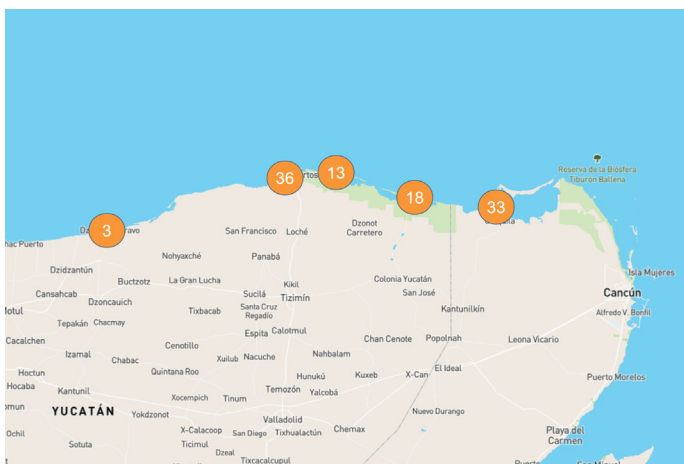 36
13
18
33
3
Reserva de la Biósfera
Tiburón Ballena
San Francisco
Loché
Dzonot
Carretero
Nohyaxché
Panabá
Dzidzantún
Buctzotz
La Gran Lucha
Kikil
Colonia Yucatán
Isla Mujeres
Cansahcab
Dzoncauich
Sucilá
Tizimín
San José
Cancún
Tixbacab
Santa Cruz
Regadío
Kantunilkín
Alfredo V. Bonfil
Tepakán
Chacmay
Espita
Calotmul
Cacalchen
Cenotillo
Chan Cenote
Popolnah
Leona Vicario
Izamal
Chabac
Xuilub
Nacuche
Nahbalam
Hoctun
Quintana Roo
Hunukú
Kuxeb
X-Can
El Ideal
Puerto Morelos
Hocaba
Kantunil
Xocempich
Tinum
Temozón
Yalcobá
YUCATÁN
Yokdzonot
Nuevo Durango
Valladolid
Ochil
X-Calacoop
San Diego
Tixhualactún
Chemax
Playa del
Carmen
Sotuta
Ticimul
Dzeal
Tixcacalcupul